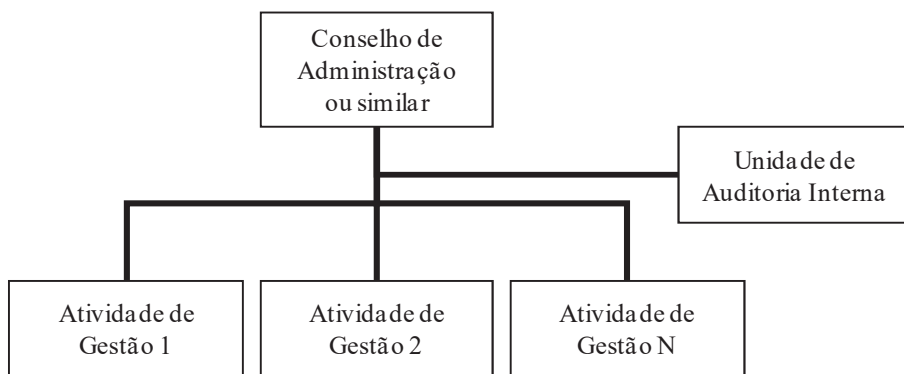 Conselho de
Administração
ou similar
Unidade de
Auditoria Interna
Atividade de
Gestão 1
Atividade de
Gestão 2
Atividade de
Gestão N